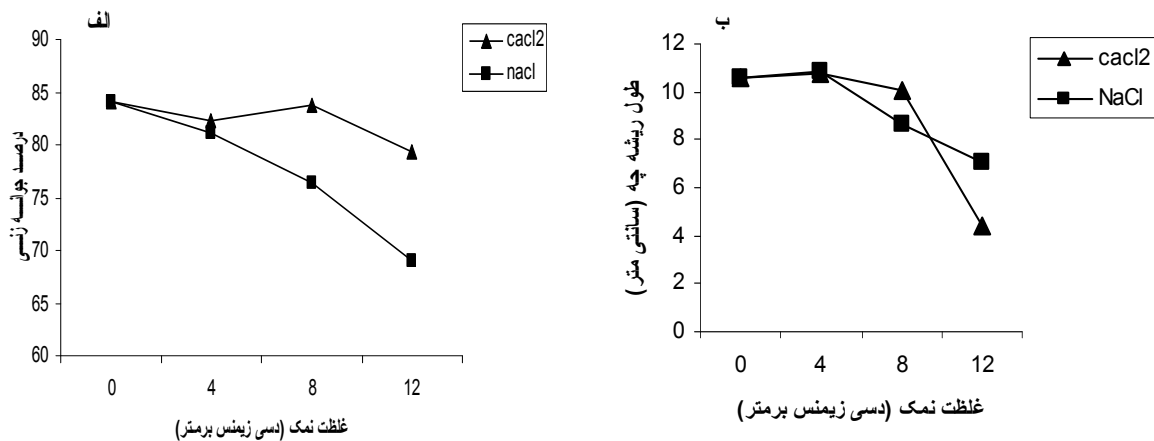 الف
90
85
80
75
70
65
60
درصد جوانه زنی
0 4 8 12
غلظت نمک (دسی زیمنس برمتر)
cacl2
nacl
ب
12
10
8
6
4
2
0
طول ریشه چه (سانتی متر)
0 4 8 12
غلظت نمک (دسی زیمنس برمتر)
cacl2
NaCl